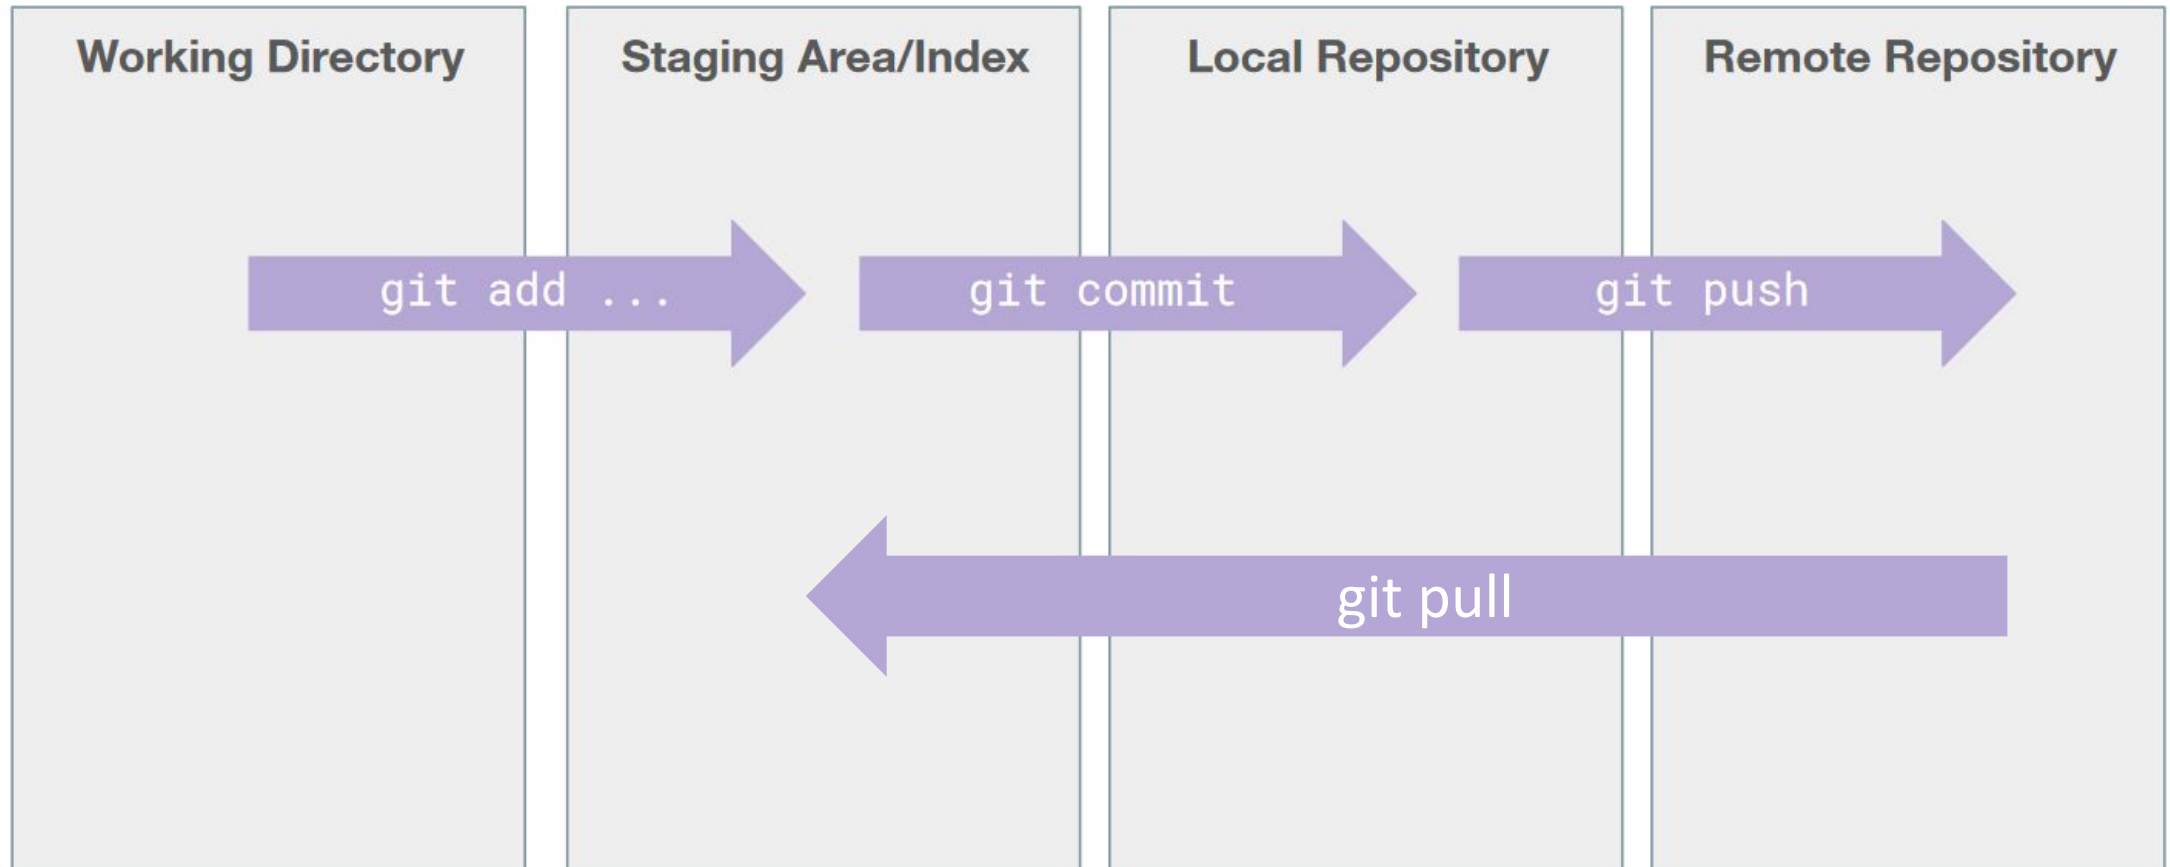 Working Directory
Staging Area/Index
Local Repository
Remote Repository
git add ...
git commit
git push
git pull